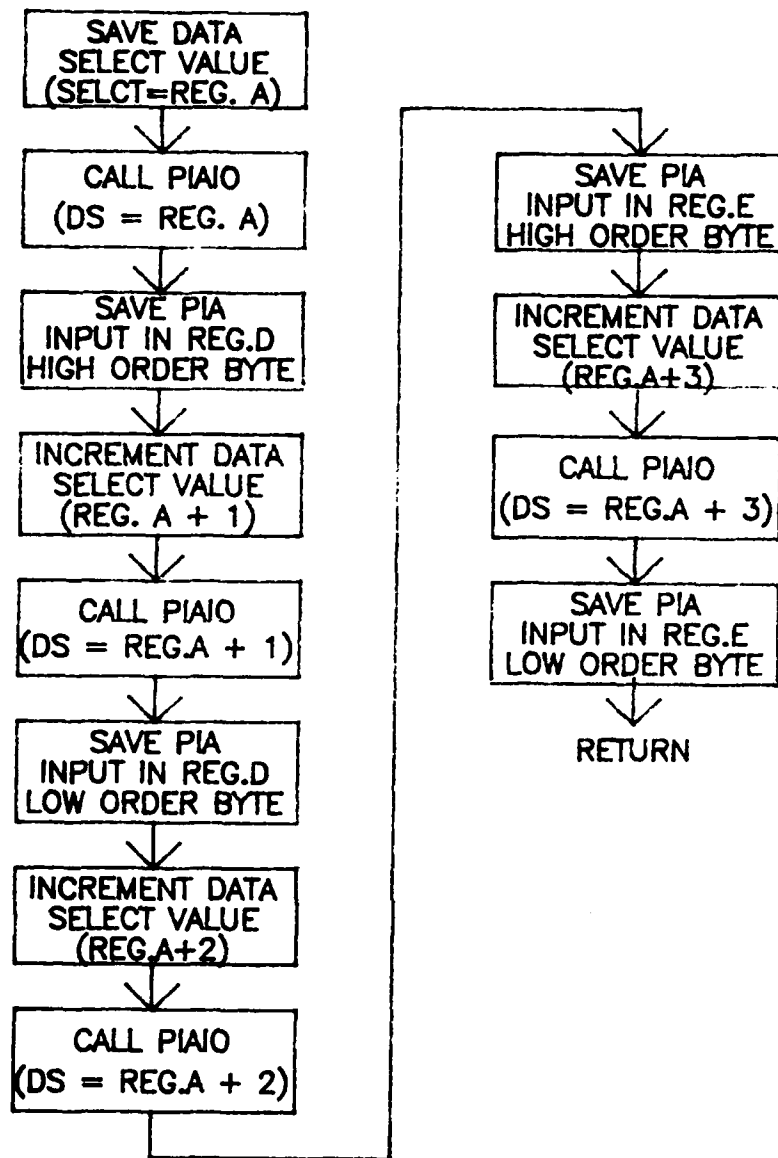 SAVE DATA
SELECT VALUE
(SELCT=REG. A)
CALL PIAIO
(DS = REG. A)
SAVE PIA
INPUT IN REG.D
HIGH ORDER BYTE
INCREMENT DATA
SELECT VALUE
(REG. A + 1)
CALL PIAIO
(DS = REG.A + 1)
SAVE PIA
INPUT IN REG.D
LOW ORDER BYTE
INCREMENT DATA
SELECT VALUE
(REG.A+2)
CALL PIAIO
(DS = REG.A + 2)
SAVE PIA
INPUT IN REG.E
HIGH ORDER BYTE
INCREMENT DATA
SELECT VALUE
(REG.A+3)
CALL PIAIO
(DS = REG.A + 3)
SAVE PIA
INPUT IN REG.E
LOW ORDER BYTE
RETURN